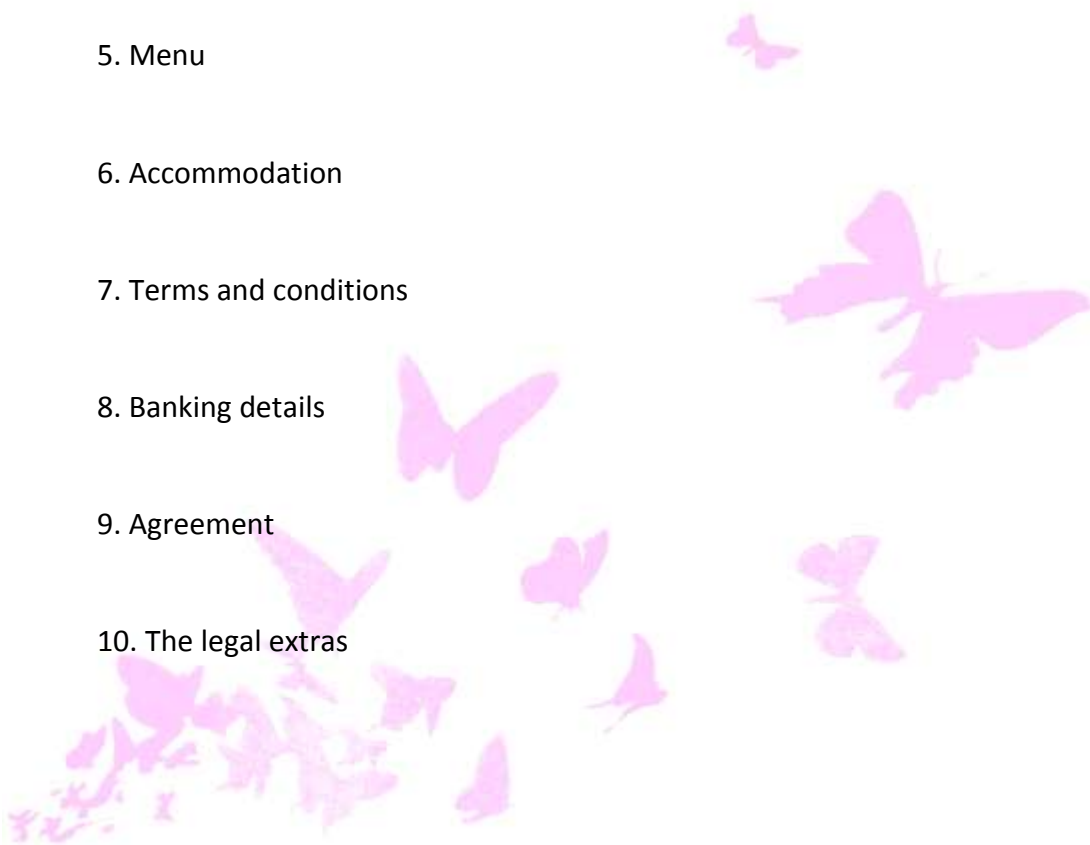 5. Menu
6. Accommodation
7. Terms and conditions
8. Banking details
9. Agreement
10. The legal extras